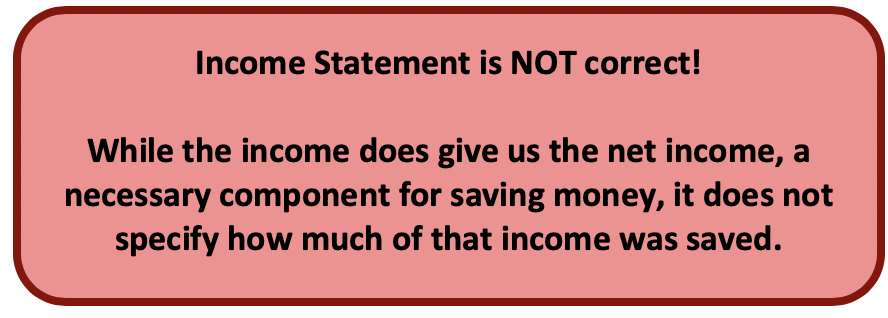 Income Statement is NOT correct!
While the income does give us the net income, a
necessary component for saving money, it does not
specify how much of that income was saved.